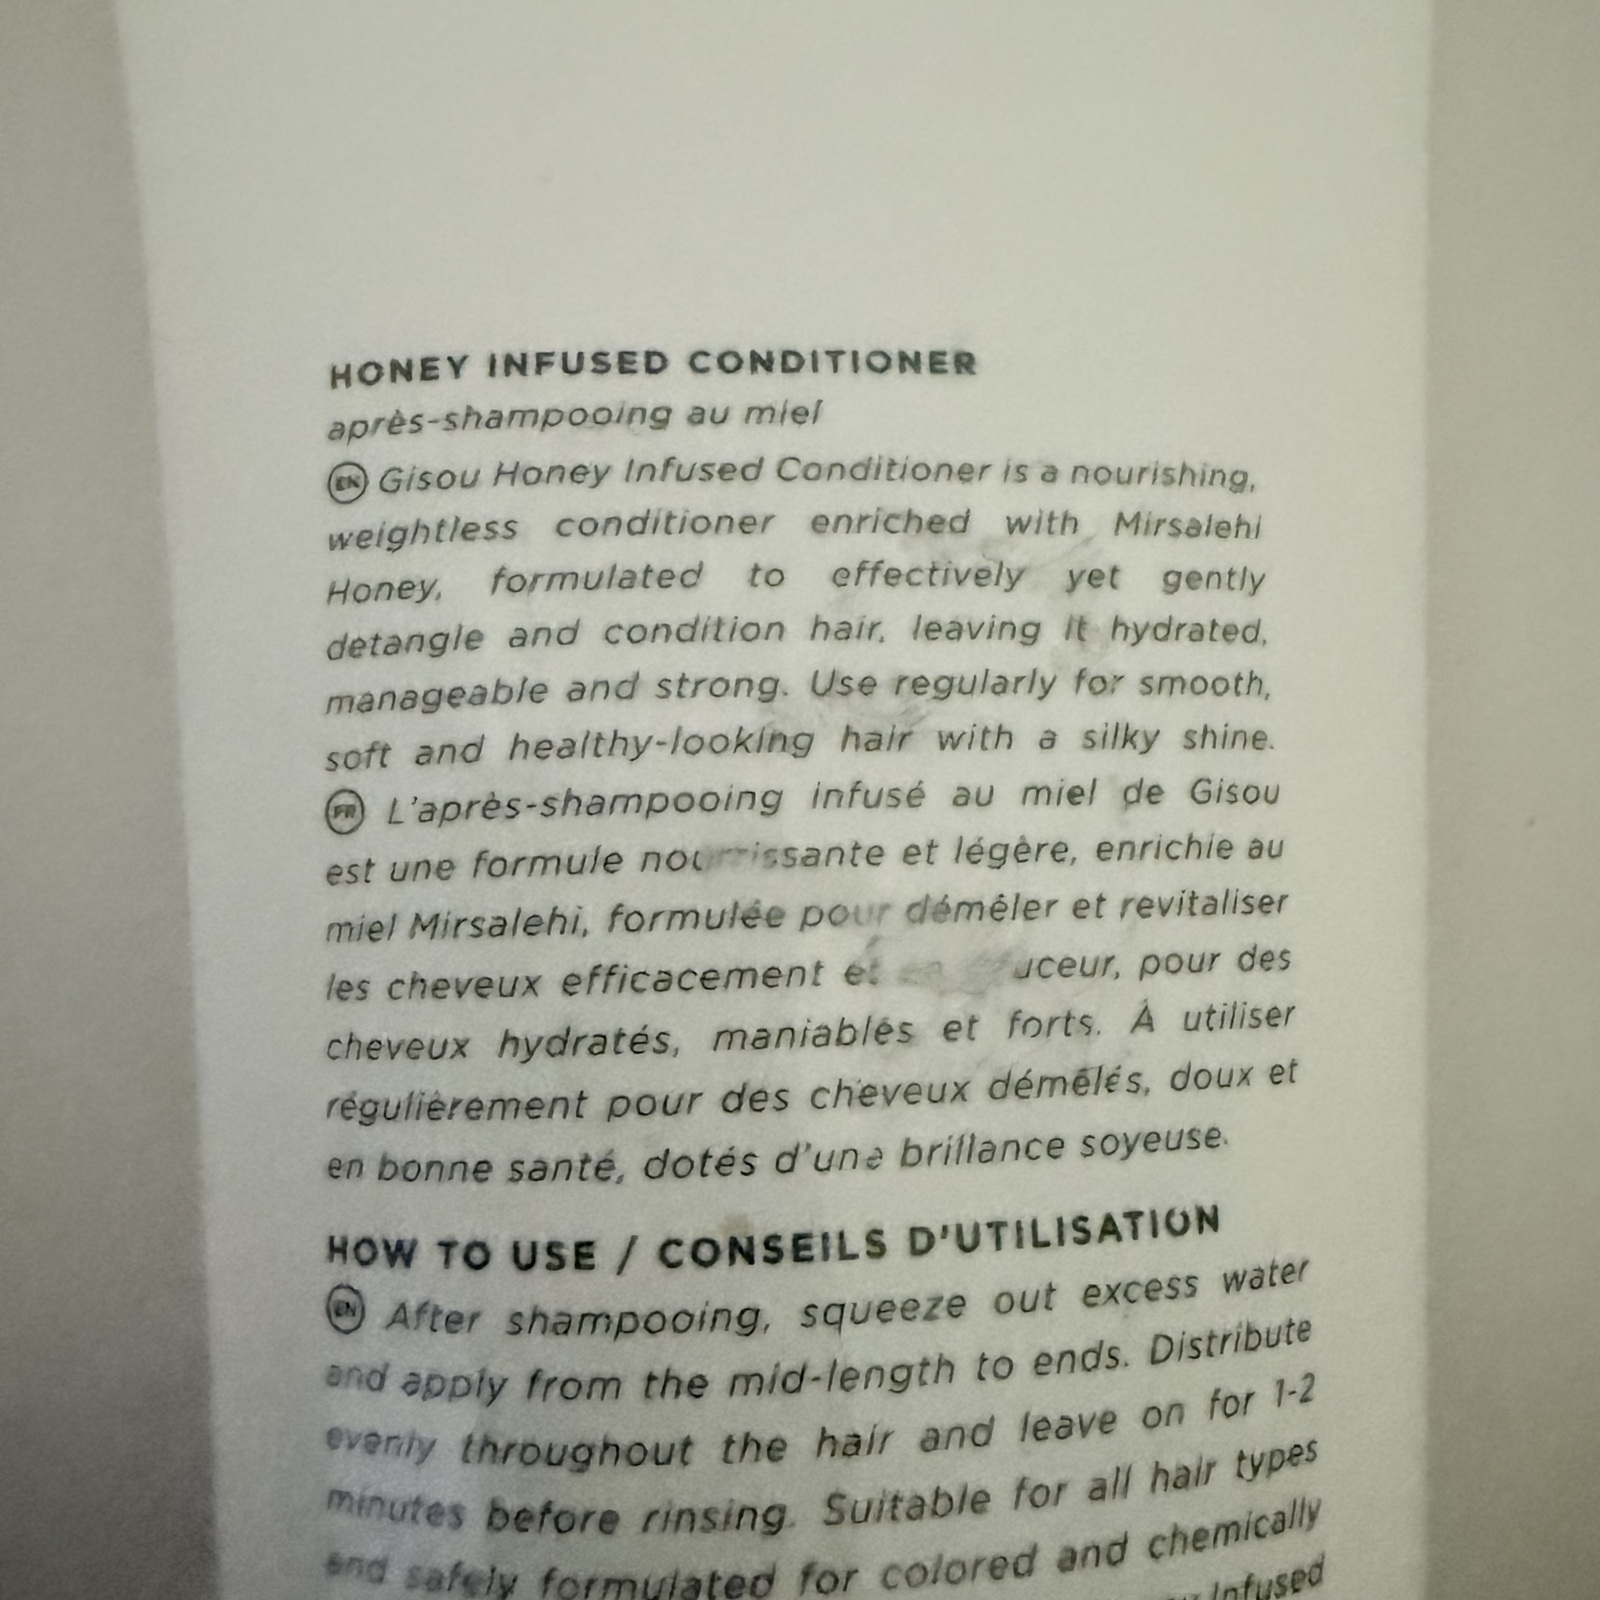 HONEY INFUSED CONDITIONER
après-shampooing au miel
EN Gisou Honey Infused Conditioner is a nourishing,
weightless conditioner enriched with Mirsalehi
Honey, formulated to effectively yet gently
detangle and condition hair, leaving it hydrated,
manageable and strong. Use regularly for smooth,
soft and healthy-looking hair with a silky shine.
FR L'après-shampooing infusé au miel de Gisou
est une formule nourrissante et légère, enrichie au
miel Mirsalehi, formulée pour démêler et revitaliser
les cheveux efficacement et pour des
cheveux hydratés, maniables et forts. À utiliser
régulièrement pour des cheveux démêlés, doux et
en bonne santé, dotés d'une brillance soyeuse.
HOW TO USE / CONSEILS D'UTILISATION
EN After shampooing, squeeze out excess water
and apply from the mid-length to ends. Distribute
evenly throughout the hair and leave on for 1-2
minutes before rinsing. Suitable for all hair types
and safely formulated for colored and chemically
Infused